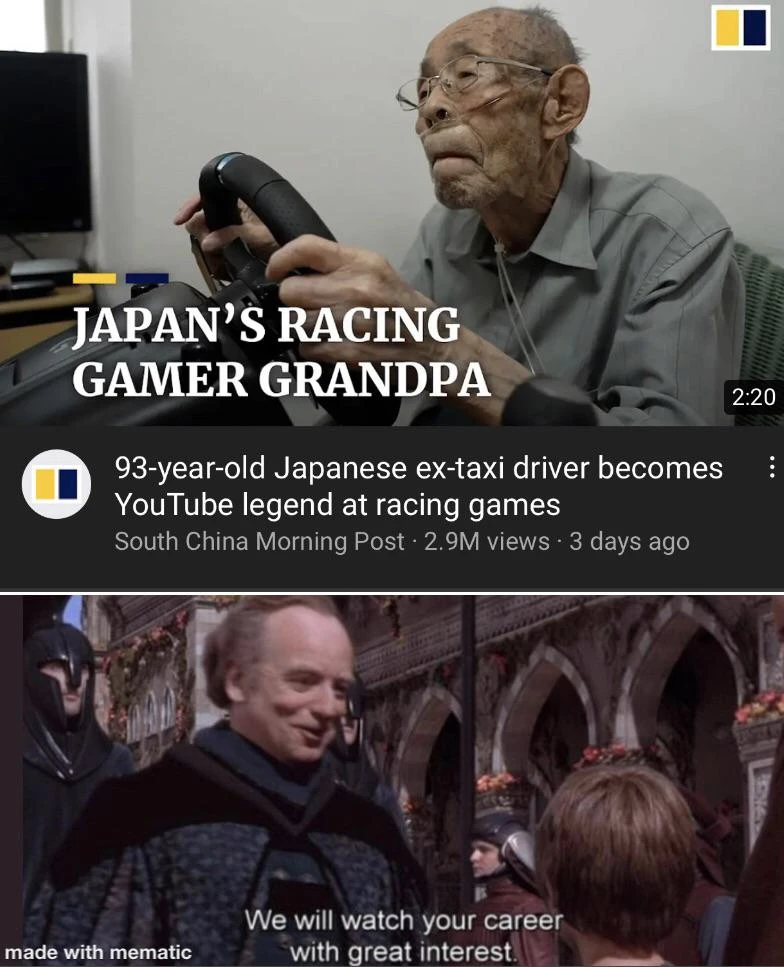 JAPAN'S RACING
GAMER GRANDPA
2:20
93-year-old Japanese ex-taxi driver becomes
YouTube legend at racing games
South China Morning Post · 2.9M views · 3 days ago
We will watch your career
with great interest.
made with mematic